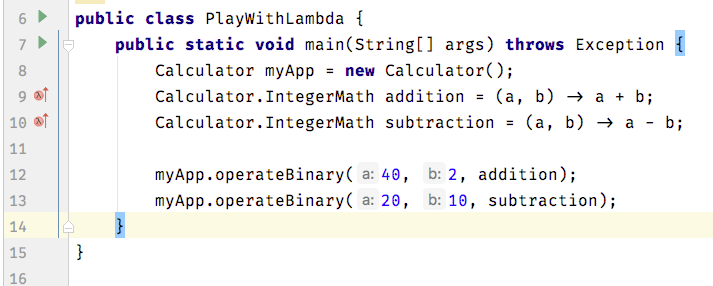 6 public class PlayWithLambda {
7 public static void main(String[] args) throws Exception {
8 Calculator myApp = new Calculator();
9 Calculator.IntegerMath addition = (a, b) → a + b;
10 Calculator.IntegerMath subtraction = (a, b) → a - b;
11
12 myApp.operateBinary( a: 40, b: 2, addition);
13 myApp.operateBinary( a: 20, b: 10, subtraction);
14 }
15 }
16